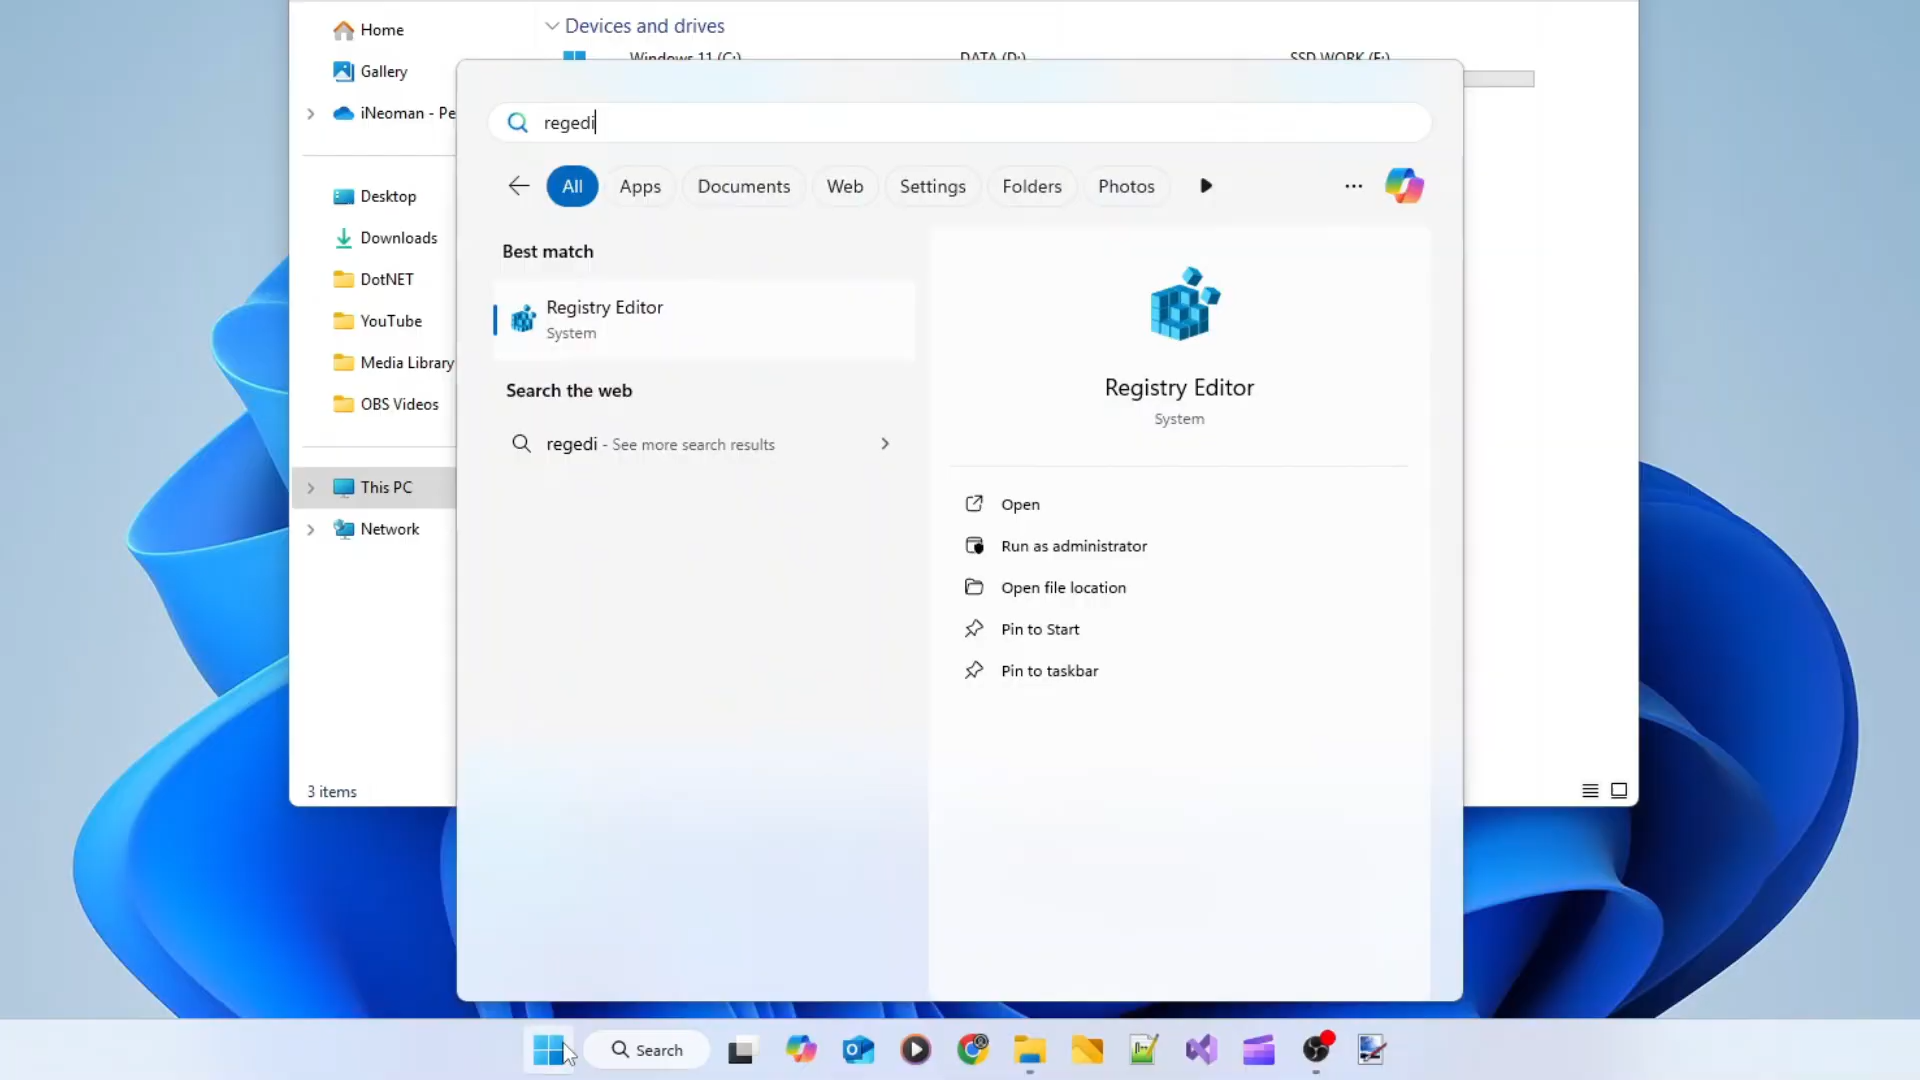 Home
Gallery
iNeoman - Pe
Desktop
Downloads
DotNET
YouTube
Media Library
OBS Videos
This PC
Network
3 items
Devices and drives
Windows 11 (C:)
DATA (D:)
SSD WORK (E:)
regedi
All
Apps
Documents
Web
Settings
Folders
Photos
Best match
Registry Editor
System
Search the web
regedi - See more search results
Registry Editor
System
Open
Run as administrator
Open file location
Pin to Start
Pin to taskbar
Search